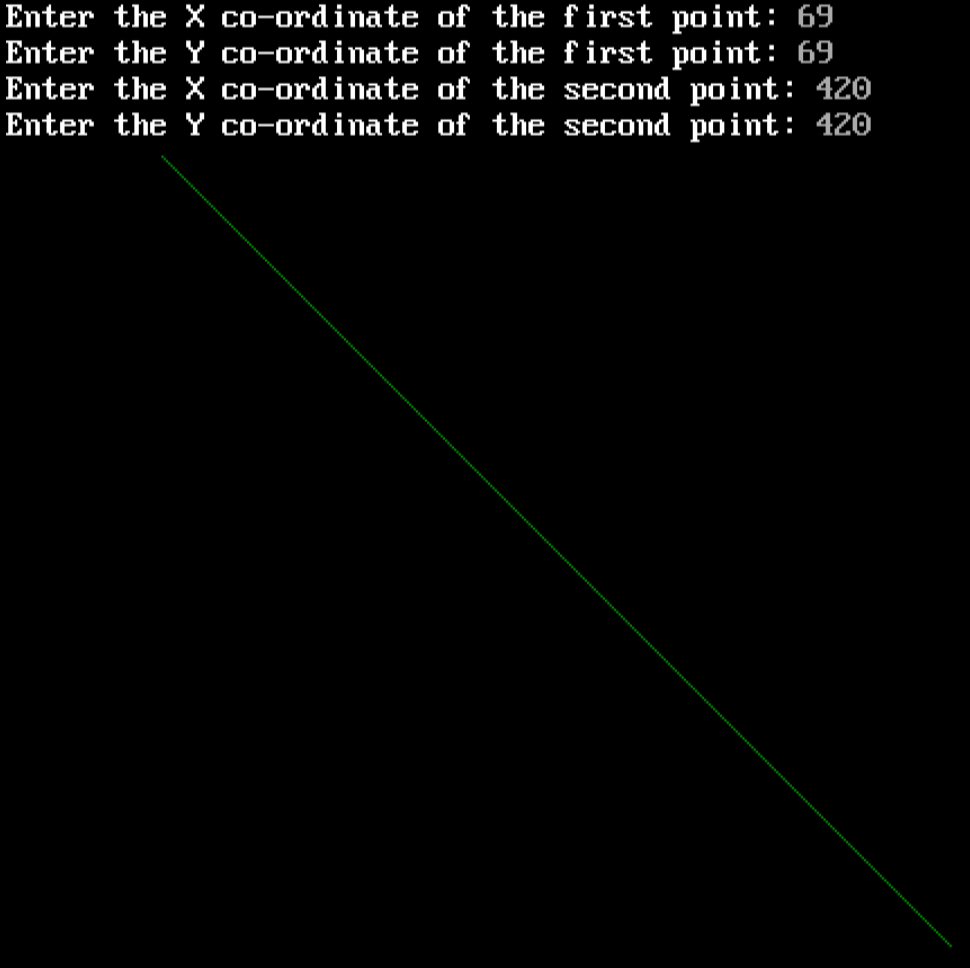 Enter the X co-ordinate of the first point: 69
Enter the Y co-ordinate of the first point: 69
Enter the X co-ordinate of the second point: 420
Enter the Y co-ordinate of the second point: 420